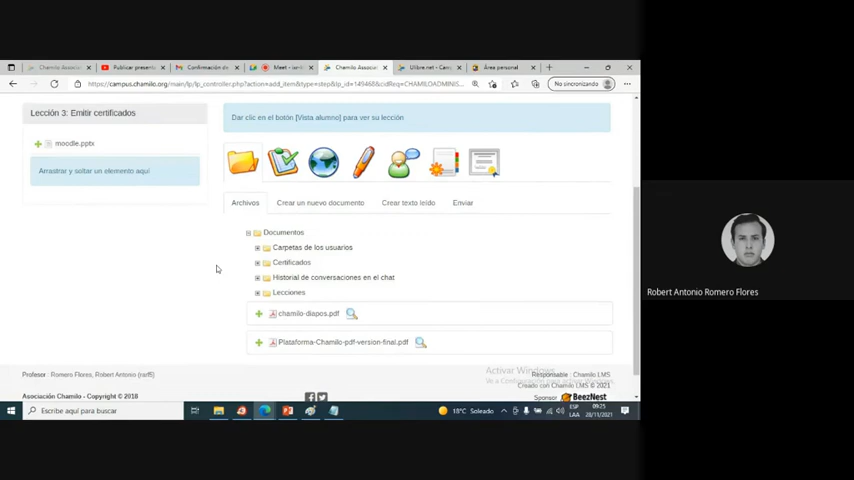 Chamilo Associac
Publicar presenta
Confirmación de
Meet - isen
Chamilo Associac
Ulibre.net - Cam
Área personal
https://campus.chamilo.org/main/lp/lp_controller.php?action=add_item&type=step&lp_id=149468&cidReq=CHAMILOADMINIS...
No sincronizando
Lección 3: Emitir certificados
moodle.pptx
Arrastrar y soltar un elemento aquí
Dar clic en el botón [Vista alumno] para ver su lección
Archivos
Crear un nuevo documento
Crear texto leído
Enviar
Documentos
Carpetas de los usuarios
Certificados
Historial de conversaciones en el chat
Lecciones
chamilo-diapos.pdf
Plataforma-Chamilo-pdf-version-final.pdf
Activar Windows
Profesor : Romero Flores, Robert Antonio (rarf5)
Responsable : Chamilo LMS
Creado con Chamilo LMS © 2021
Asociación Chamilo - Copyright © 2018
Sponsor BeezNest
Escribe aquí para buscar
18°C Soleado
ESP
LAA
09:25
28/11/2021
Robert Antonio Romero Flores